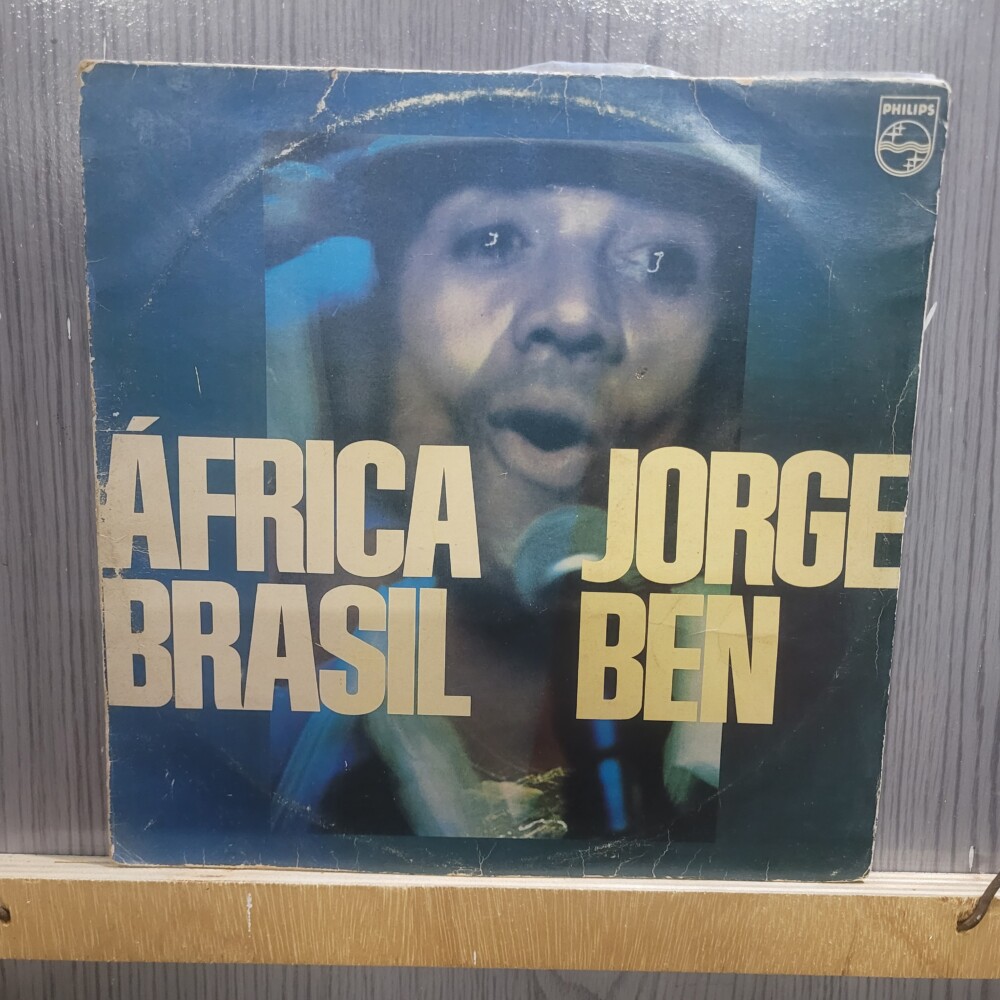 PHILIPS
ÁFRICA
BRASIL
JORGE
BEN